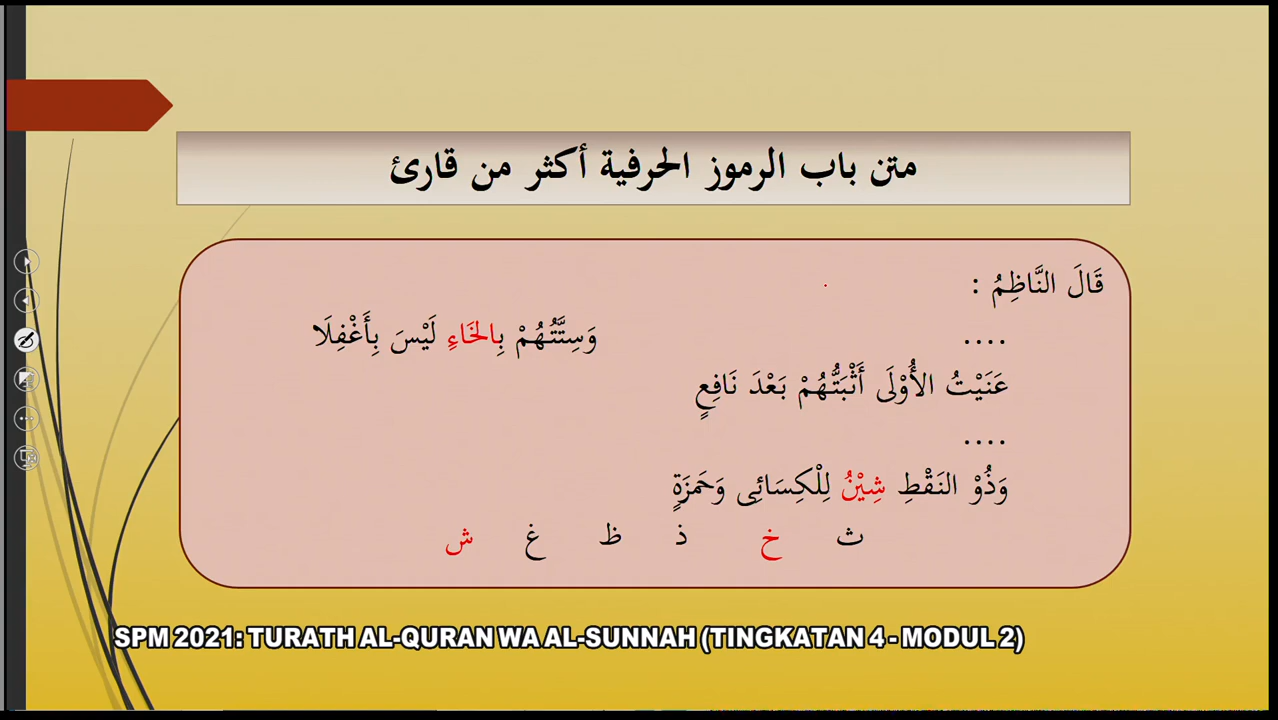 متن باب الرموز الحرفية أكثر من قارئ
قَالَ النَّاظِمُ :
.... وَسِتَّتُهُمْ بِالخَاءِ لَيْسَ بِأَغْفِلَا
عَنَيْتُ الأُوْلَى أَثْبَتُّهُمْ بَعْدَ نَافِعٍ
....
وَذُوْ النَقْطِ شِيْنُ لِلْكِسَائِى وَحَمْزَةٍ
ث خ ذ ظ غ ش
SPM 2021: TURATH AL-QURAN WA AL-SUNNAH (TINGKATAN 4 - MODUL 2)